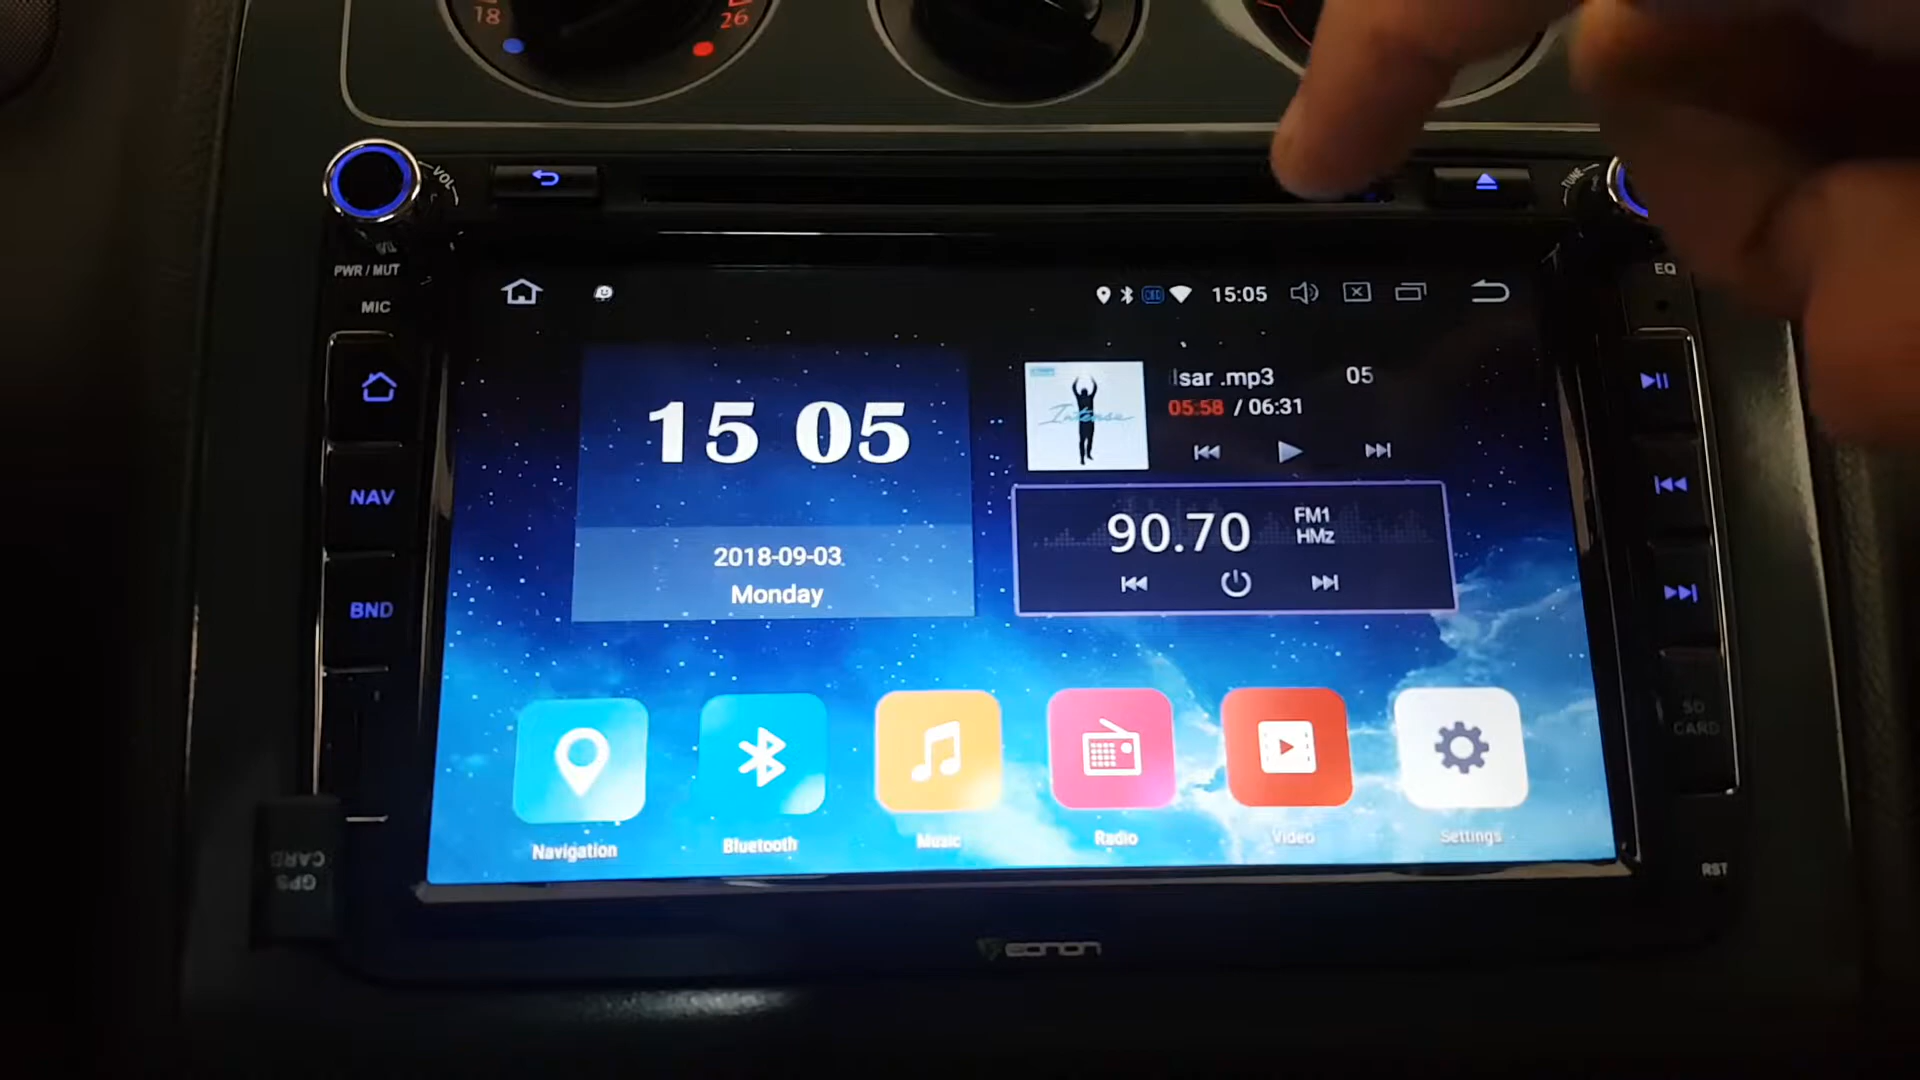 18
26
VOL
TUNE
PWR / MUT
EQ
MIC
15:05
15 05
lsar .mp3 05
05:58 / 06:31
Intense
NAV
90.70 FM1
HMz
2018-09-03
Monday
BND
SD
CARD
Navigation Bluetooth Music Radio Video Settings
GPS
CARD
RST
eonon